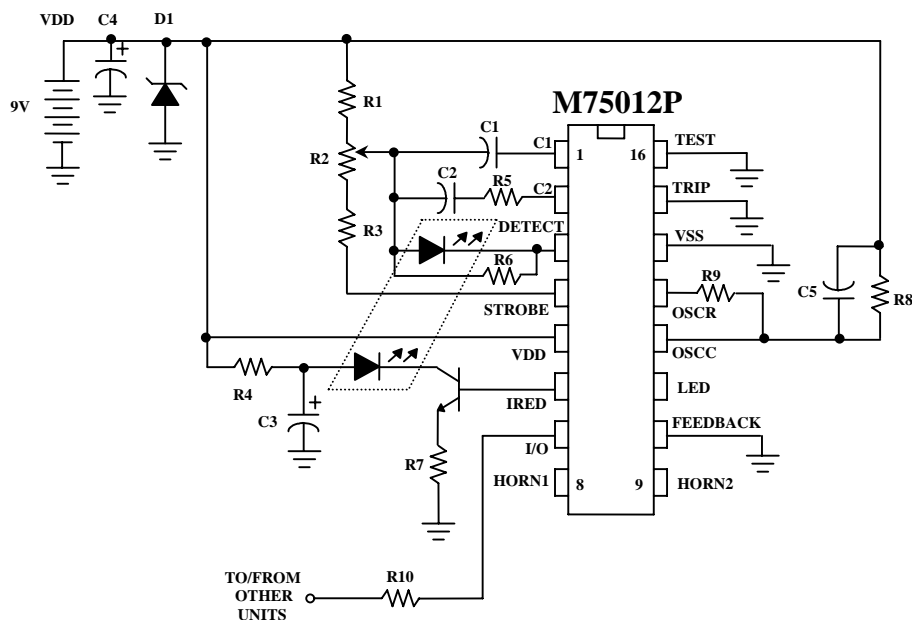 VDD C4 D1
+
9V
R1
M75012P
C1
C1
1
16
TEST
R2
C2
R5
C2
TRIP
R3
DETECT
VSS
R6
R9
C5
R8
STROBE
OSCR
VDD
OSCC
R4
+
IRED
LED
C3
FEEDBACK
R7
I/O
HORN1
8
9
HORN2
TO/FROM
OTHER
UNITS
R10